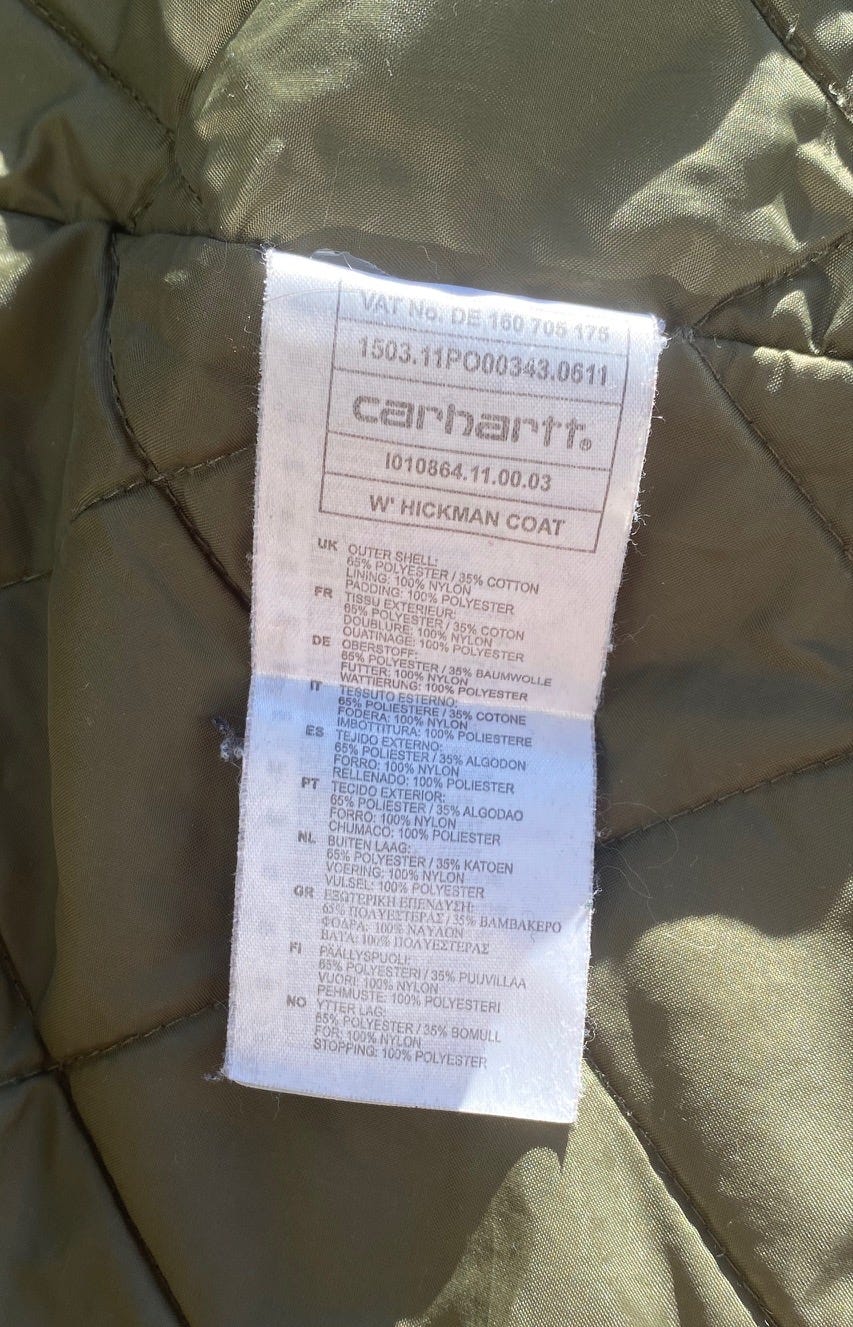 VAT No. DE 160 705 175
1503.11PO00343.0611
carhartt®
I010864.11.00.03
W' HICKMAN COAT
UK OUTER SHELL:
65% POLYESTER / 35% COTTON
LINING: 100% NYLON
PADDING: 100% POLYESTER
FR TISSU EXTERIEUR:
65% POLYESTER / 35% COTON
DOUBLURE: 100% NYLON
OUATINAGE: 100% POLYESTER
DE OBERSTOFF:
65% POLYESTER / 35% BAUMWOLLE
FUTTER: 100% NYLON
WATTIERUNG: 100% POLYESTER
IT TESSUTO ESTERNO:
65% POLIESTERE / 35% COTONE
FODERA: 100% NYLON
IMBOTTITURA: 100% POLIESTERE
ES TEJIDO EXTERNO:
65% POLIESTER / 35% ALGODON
FORRO: 100% NYLON
RELLENADO: 100% POLIESTER
PT TECIDO EXTERIOR:
65% POLIESTER / 35% ALGODAO
FORRO: 100% NYLON
CHUMACO: 100% POLIESTER
NL BUITEN LAAG:
65% POLYESTER / 35% KATOEN
VOERING: 100% NYLON
VULSEL: 100% POLYESTER
GR ΕΞΩΤΕΡΙΚΗ ΕΠΕΝΔΥΣΗ:
65% ΠΟΛΥΕΣΤΕΡΑΣ / 35% ΒΑΜΒΑΚΕΡΟ
ΦΟΔΡΑ: 100% ΝΑΥΛΟΝ
ΒΑΤΑ: 100% ΠΟΛΥΕΣΤΕΡΑΣ
FI PÄÄLLYSPUOLI:
65% POLYESTERI / 35% PUUVILLAA
VUORI: 100% NYLON
PEHMUSTE: 100% POLYESTERI
NO YTTER LAG:
65% POLYESTER / 35% BOMULL
FOR: 100% NYLON
STOPPING: 100% POLYESTER